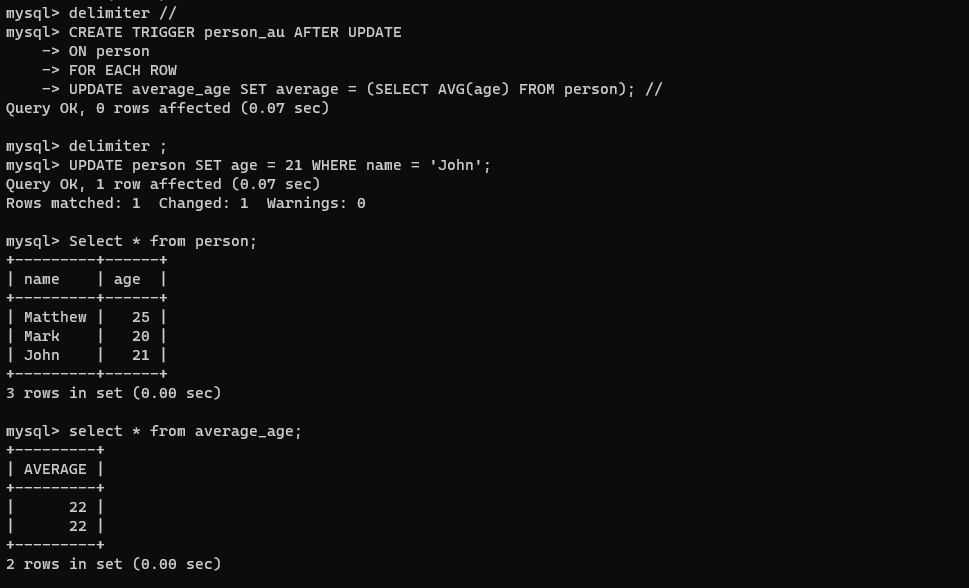 mysql> delimiter //
mysql> CREATE TRIGGER person_au AFTER UPDATE
    -> ON person
    -> FOR EACH ROW
    -> UPDATE average_age SET average = (SELECT AVG(age) FROM person); //
Query OK, 0 rows affected (0.07 sec)

mysql> delimiter ;
mysql> UPDATE person SET age = 21 WHERE name = 'John';
Query OK, 1 row affected (0.07 sec)
Rows matched: 1  Changed: 1  Warnings: 0

mysql> Select * from person;
+---------+------+
| name    | age  |
+---------+------+
| Matthew |   25 |
| Mark    |   20 |
| John    |   21 |
+---------+------+
3 rows in set (0.00 sec)

mysql> select * from average_age;
+---------+
| AVERAGE |
+---------+
|      22 |
|      22 |
+---------+
2 rows in set (0.00 sec)